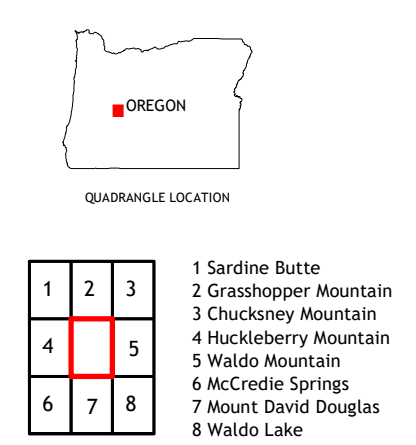 OREGON
QUADRANGLE LOCATION
1 2 3
4 5
6 7 8
1 Sardine Butte
2 Grasshopper Mountain
3 Chucksney Mountain
4 Huckleberry Mountain
5 Waldo Mountain
6 McCredie Springs
7 Mount David Douglas
8 Waldo Lake